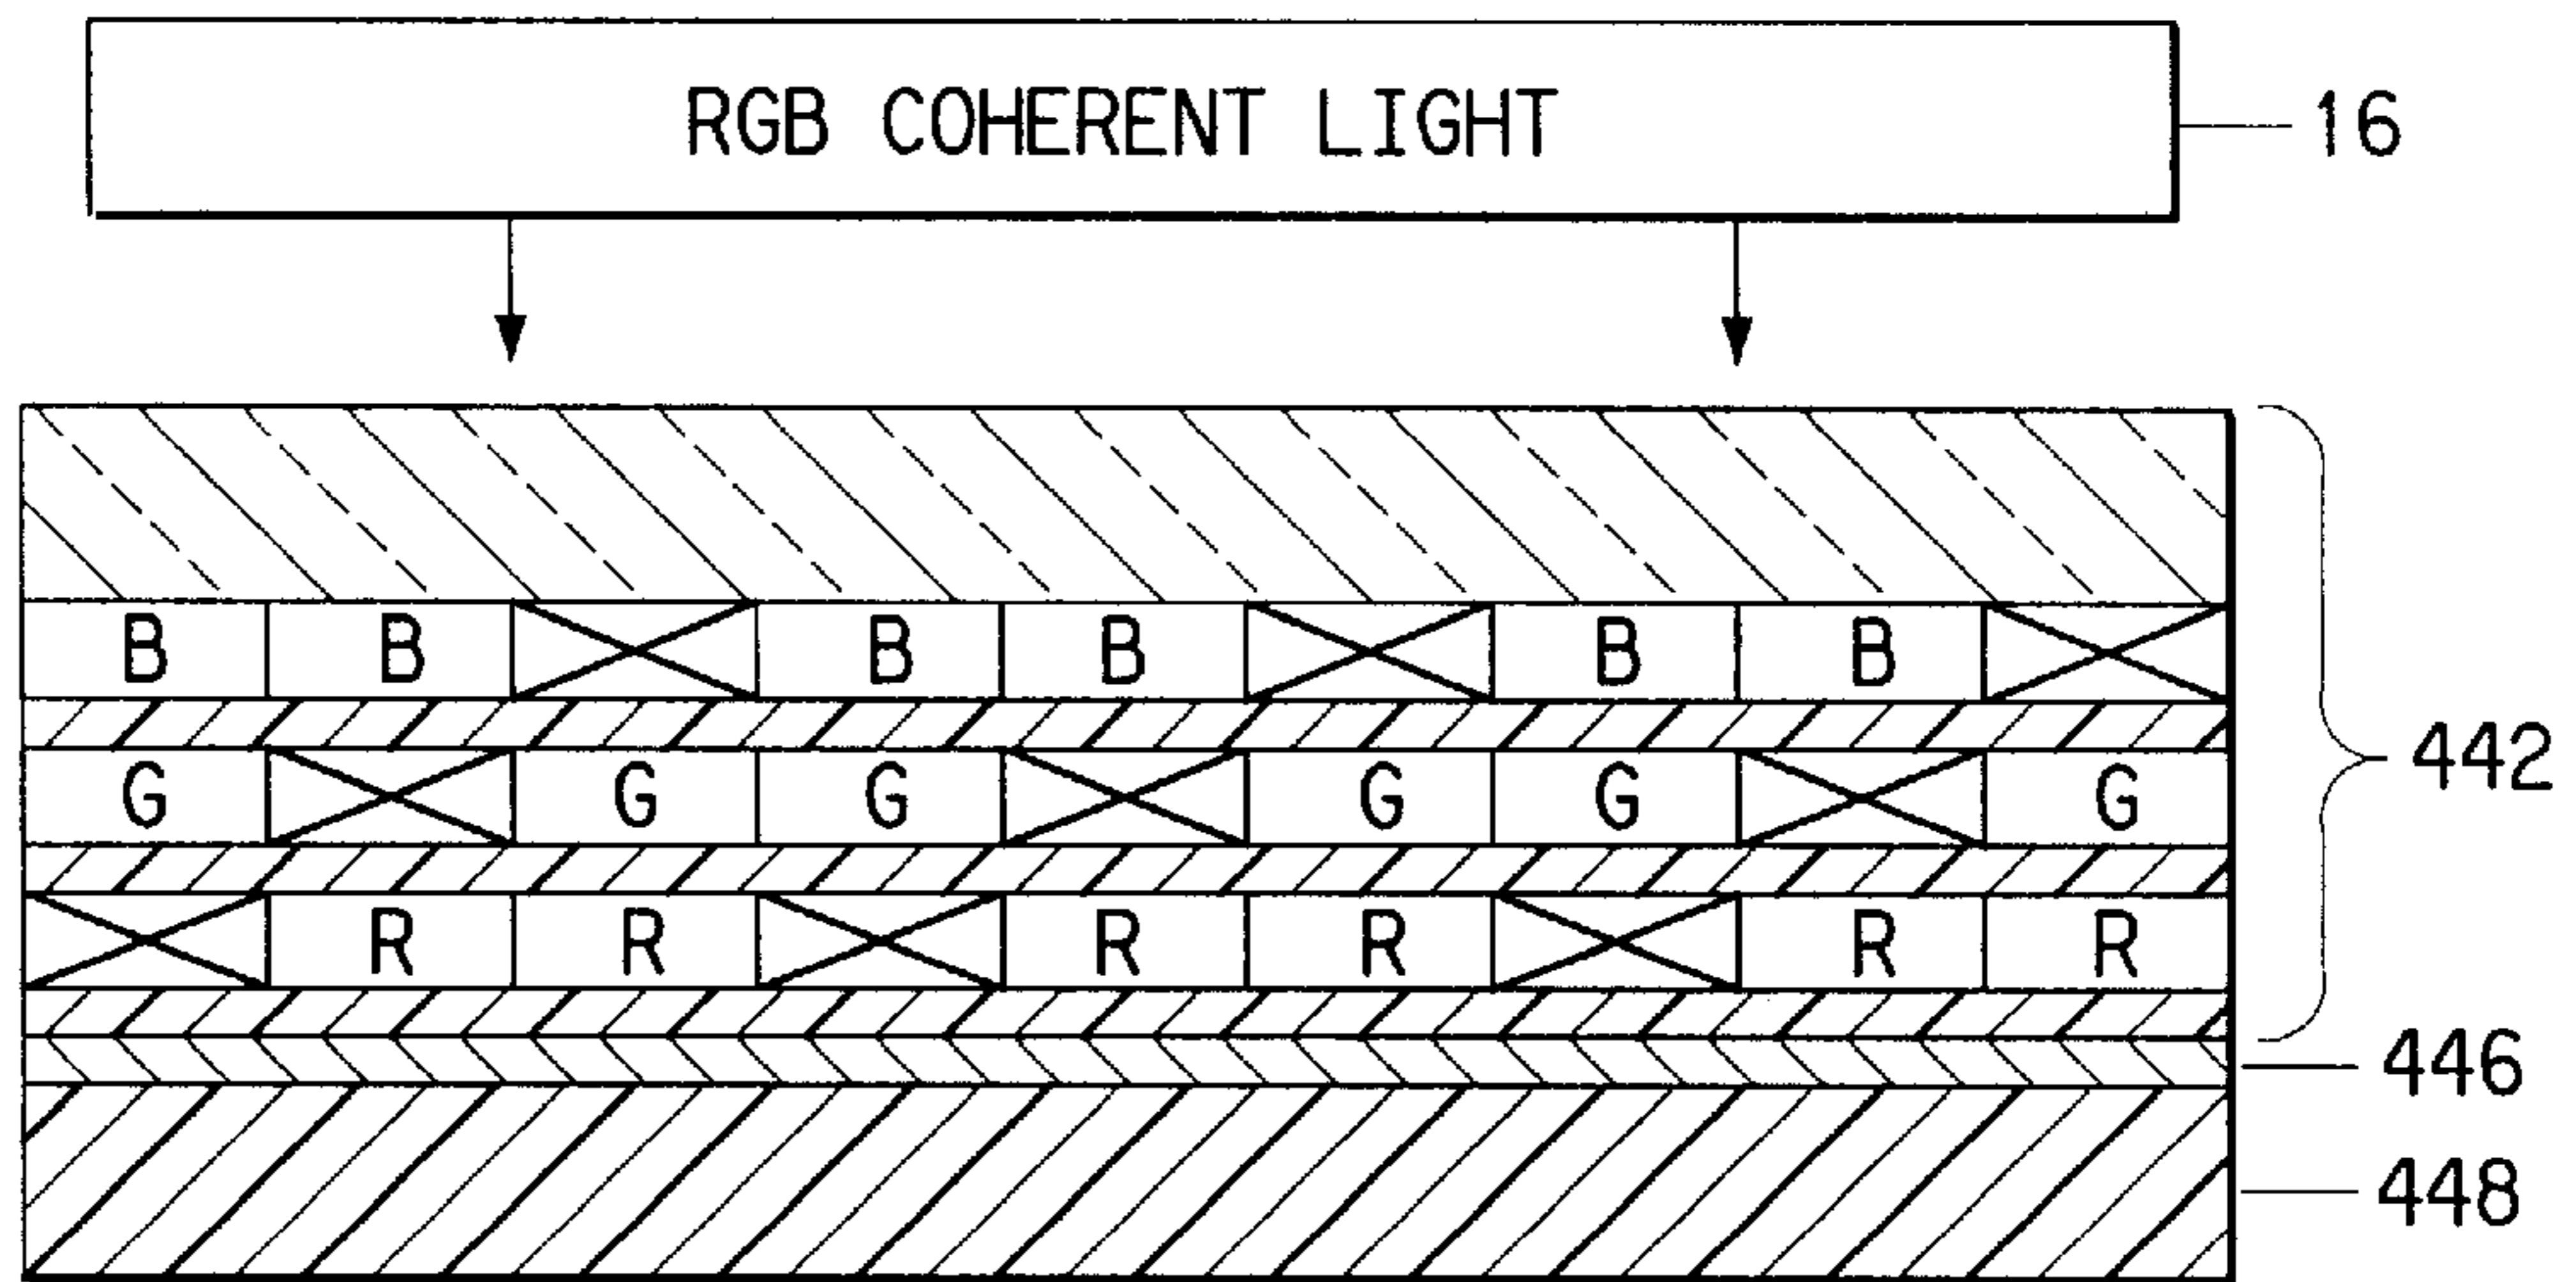 RGB COHERENT LIGHT
16
B B B B B B
442
G G G G G G
R R R R R R
446
448